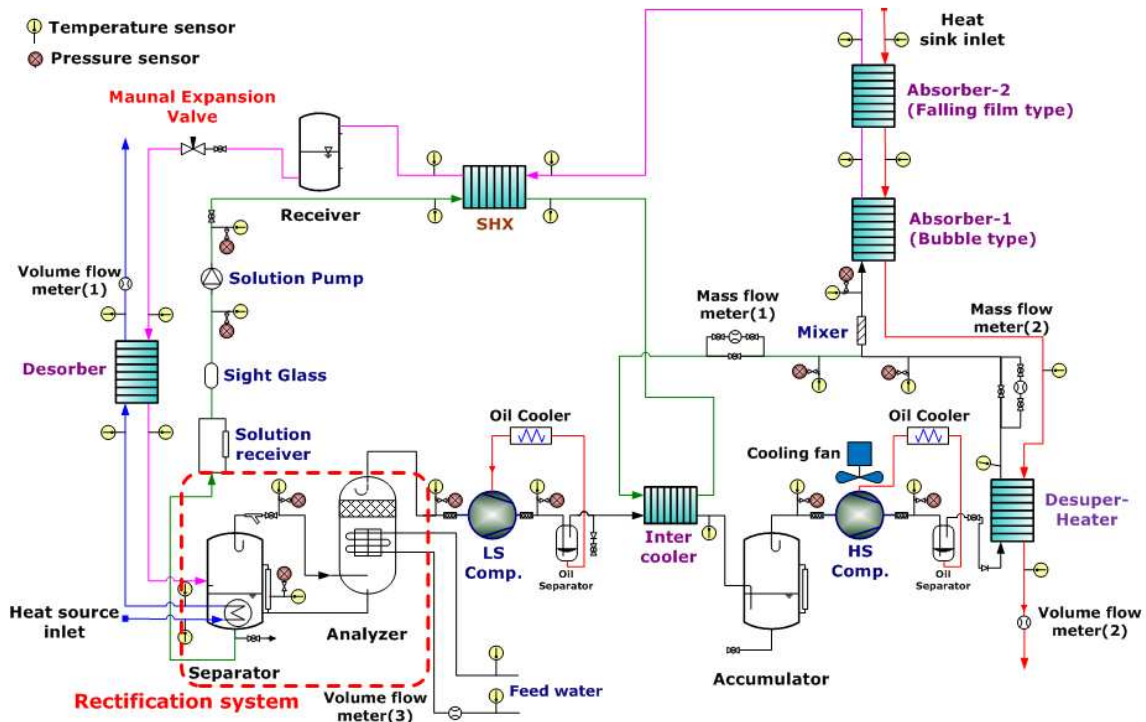 Temperature sensor
Pressure sensor
Maunal Expansion
Valve
Heat
sink inlet
Absorber-2
(Falling film type)
Receiver
SHX
Absorber-1
(Bubble type)
Volume flow
meter(1)
Solution Pump
Mass flow
meter(1)
Mixer
Mass flow
meter(2)
Desorber
Sight Glass
Solution
receiver
Oil Cooler
Oil Cooler
Cooling fan
LS
Comp.
Oil
Separator
Inter
cooler
HS
Comp.
Oil
Separator
Desuper-
Heater
Heat source
inlet
Analyzer
Separator
Rectification system
Volume flow
meter(3)
Feed water
Accumulator
Volume flow
meter(2)